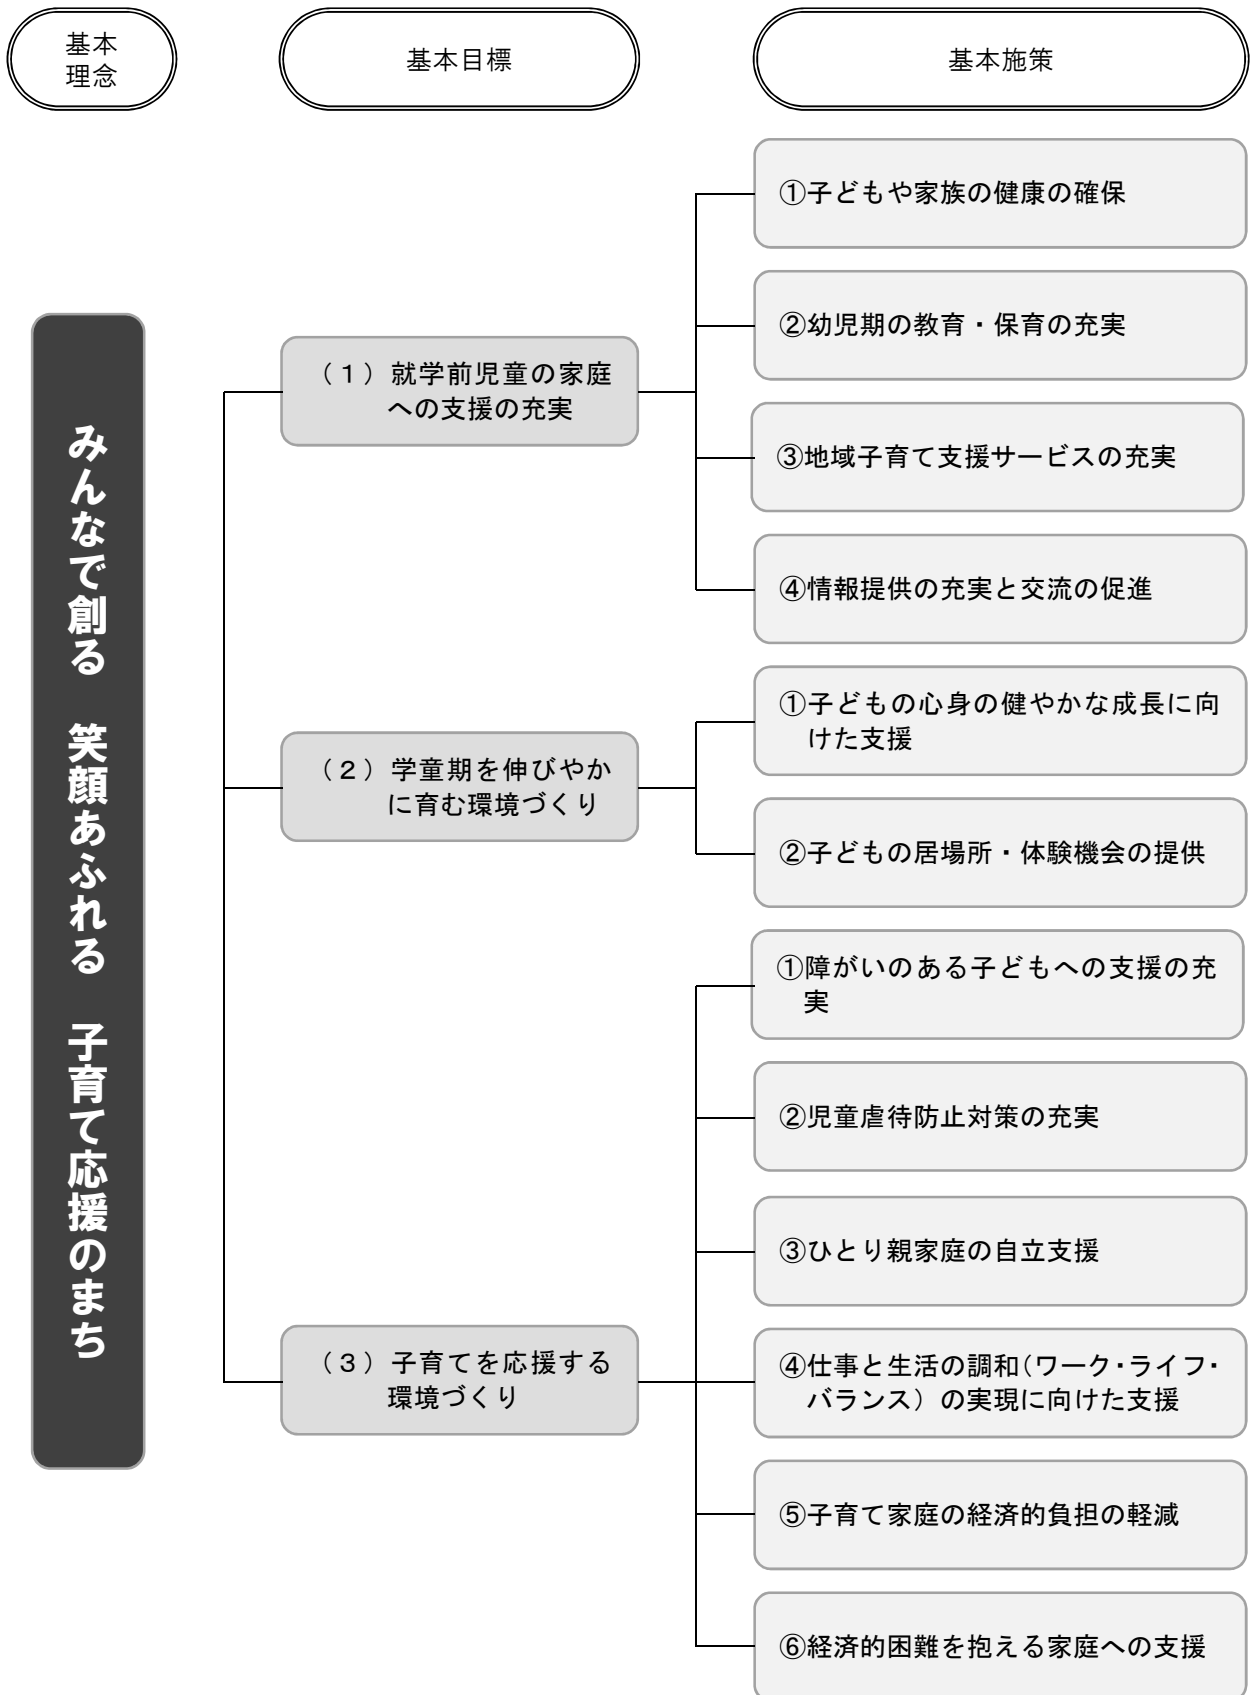 基本
理念
基本目標
基本施策
みんなで創る　笑顔あふれる　子育て応援のまち
（１）就学前児童の家庭
への支援の充実
①子どもや家族の健康の確保
②幼児期の教育・保育の充実
③地域子育て支援サービスの充実
④情報提供の充実と交流の促進
（２）学童期を伸びやか
に育む環境づくり
①子どもの心身の健やかな成長に向
けた支援
②子どもの居場所・体験機会の提供
（３）子育てを応援する
環境づくり
①障がいのある子どもへの支援の充
実
②児童虐待防止対策の充実
③ひとり親家庭の自立支援
④仕事と生活の調和（ワーク・ライフ・
バランス）の実現に向けた支援
⑤子育て家庭の経済的負担の軽減
⑥経済的困難を抱える家庭への支援